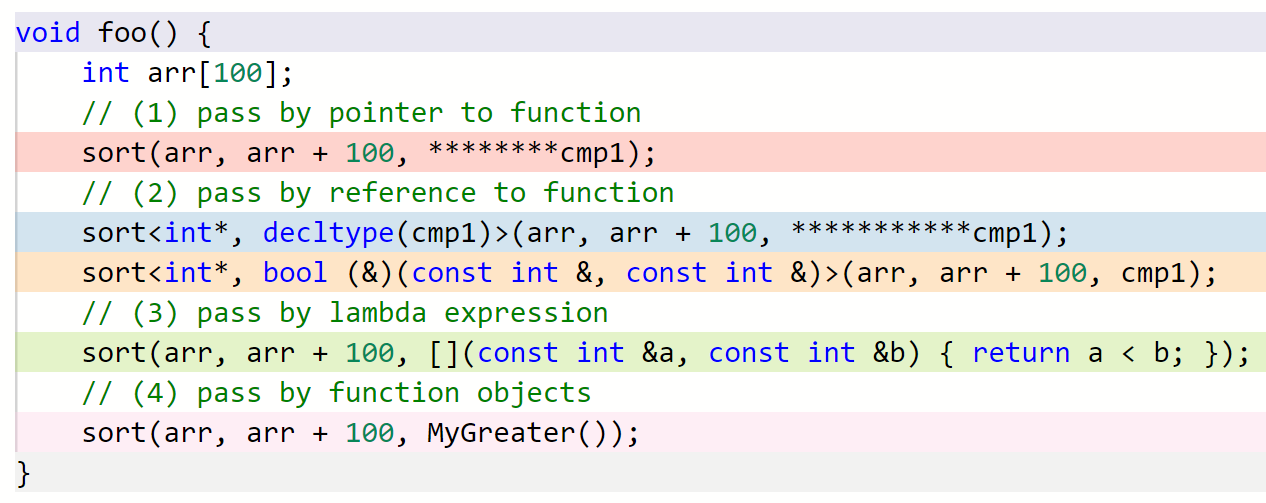 void foo() {
    int arr[100];
    // (1) pass by pointer to function
    sort(arr, arr + 100, ********cmp1);
    // (2) pass by reference to function
    sort<int*, decltype(cmp1)>(arr, arr + 100, ***********cmp1);
    sort<int*, bool (&)(const int &, const int &)>(arr, arr + 100, cmp1);
    // (3) pass by lambda expression
    sort(arr, arr + 100, [](const int &a, const int &b) { return a < b; });
    // (4) pass by function objects
    sort(arr, arr + 100, MyGreater());
}